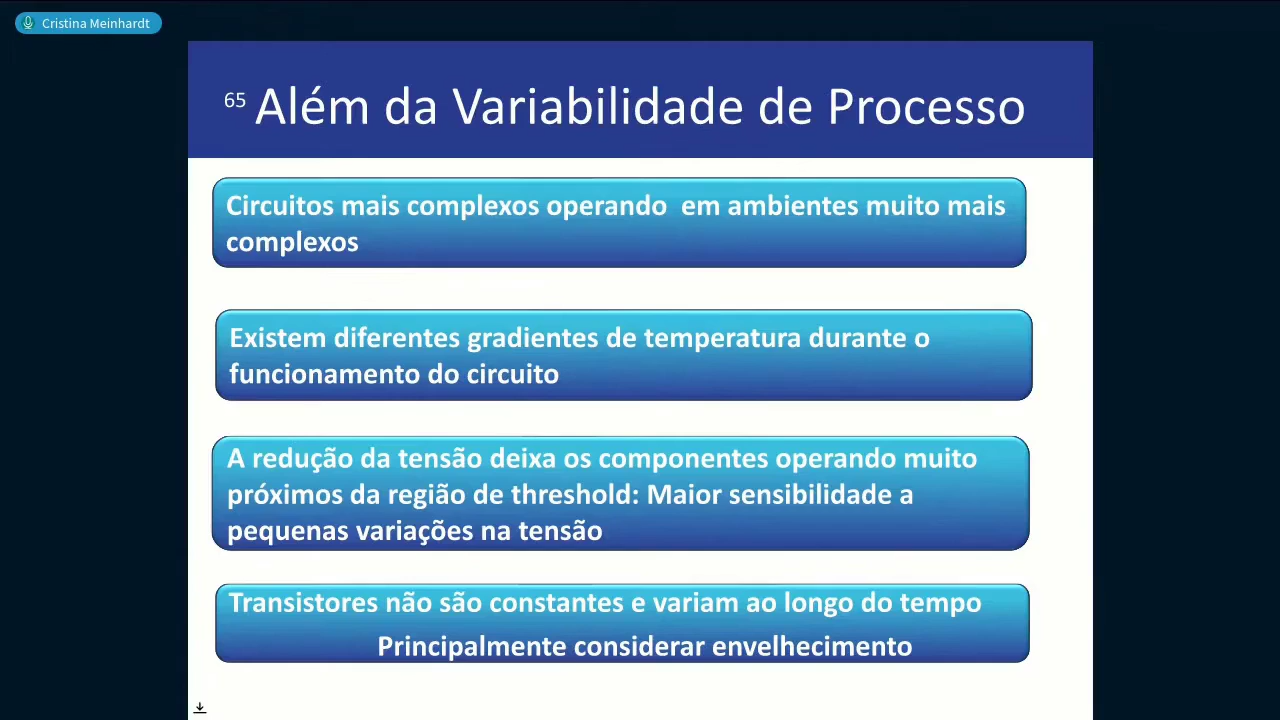 Cristina Meinhardt
65 Além da Variabilidade de Processo
Circuitos mais complexos operando em ambientes muito mais
complexos
Existem diferentes gradientes de temperatura durante o
funcionamento do circuito
A redução da tensão deixa os componentes operando muito
próximos da região de threshold: Maior sensibilidade a
pequenas variações na tensão
Transistores não são constantes e variam ao longo do tempo
Principalmente considerar envelhecimento